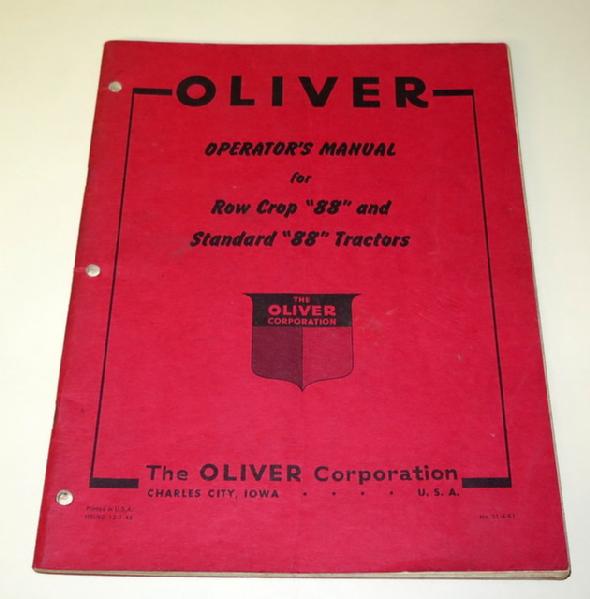 OLIVER
OPERATOR'S MANUAL
for
Row Crop "88" and
Standard "88" Tractors
THE
OLIVER
CORPORATION
The OLIVER Corporation
CHARLES CITY, IOWA • • • • U. S. A.
Printed in U.S.A.